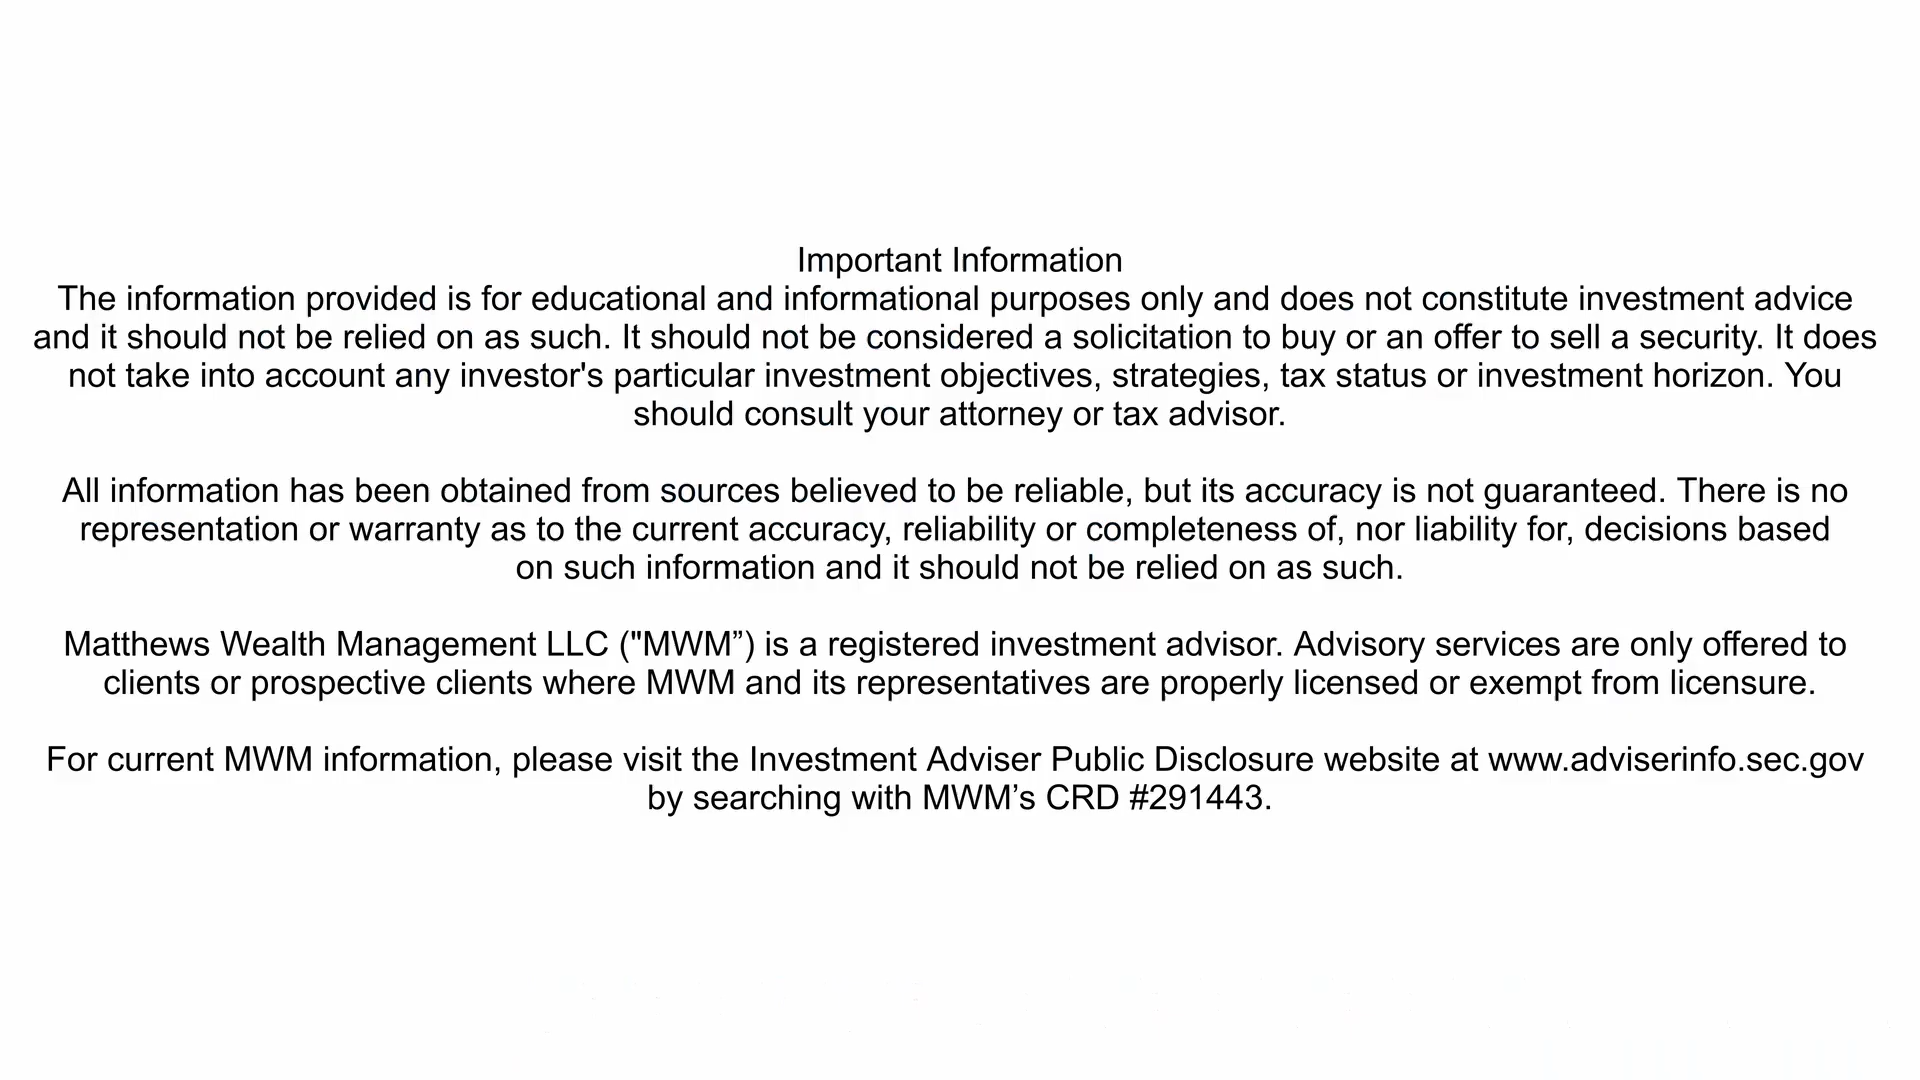 Important Information
The information provided is for educational and informational purposes only and does not constitute investment advice
and it should not be relied on as such. It should not be considered a solicitation to buy or an offer to sell a security. It does
not take into account any investor's particular investment objectives, strategies, tax status or investment horizon. You
should consult your attorney or tax advisor.
All information has been obtained from sources believed to be reliable, but its accuracy is not guaranteed. There is no
representation or warranty as to the current accuracy, reliability or completeness of, nor liability for, decisions based
on such information and it should not be relied on as such.
Matthews Wealth Management LLC ("MWM”) is a registered investment advisor. Advisory services are only offered to
clients or prospective clients where MWM and its representatives are properly licensed or exempt from licensure.
For current MWM information, please visit the Investment Adviser Public Disclosure website at www.adviserinfo.sec.gov
by searching with MWM’s CRD #291443.